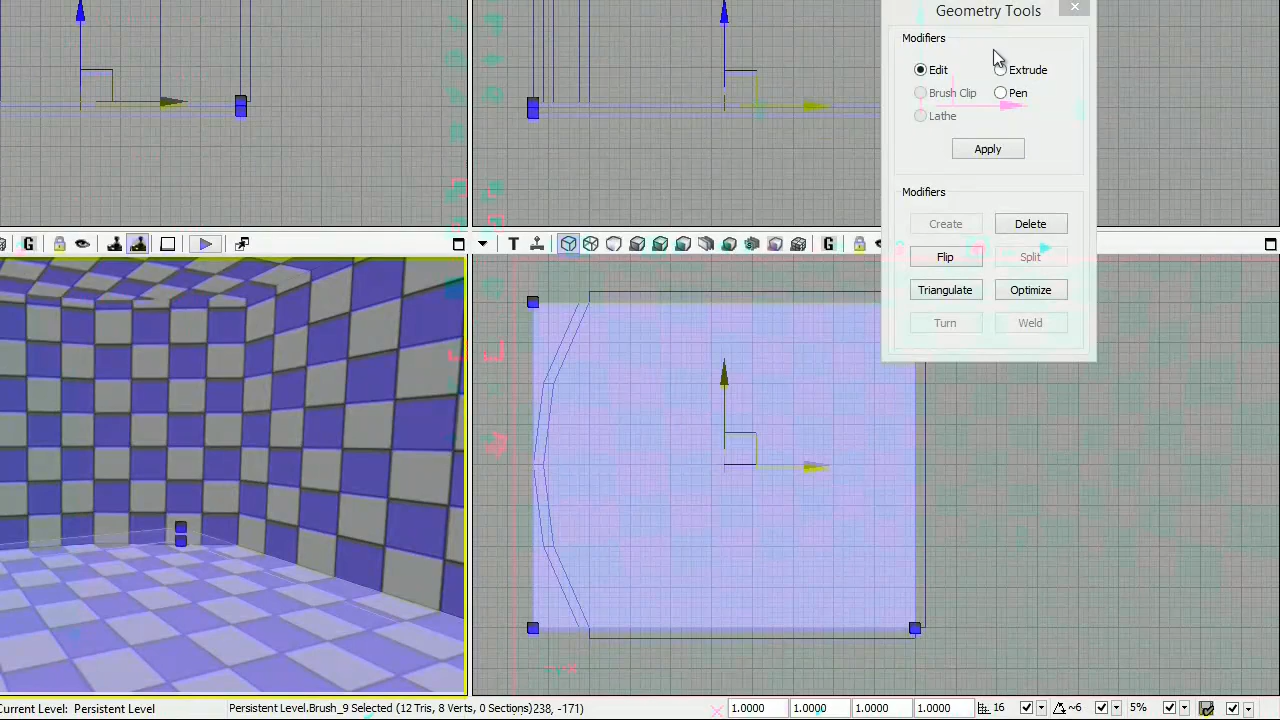 Geometry Tools
Modifiers
Edit
Extrude
Brush Clip
Pen
Lathe
Apply
Modifiers
Create
Delete
Flip
Split
Triangulate
Optimize
Turn
Weld
G
T
G
Current Level: Persistent Level
Persistent Level.Brush_9 Selected (12 Tris, 8 Verts, 0 Sections)
238, -171)
1.0000
1.0000
1.0000
1.0000
16
~6
5%